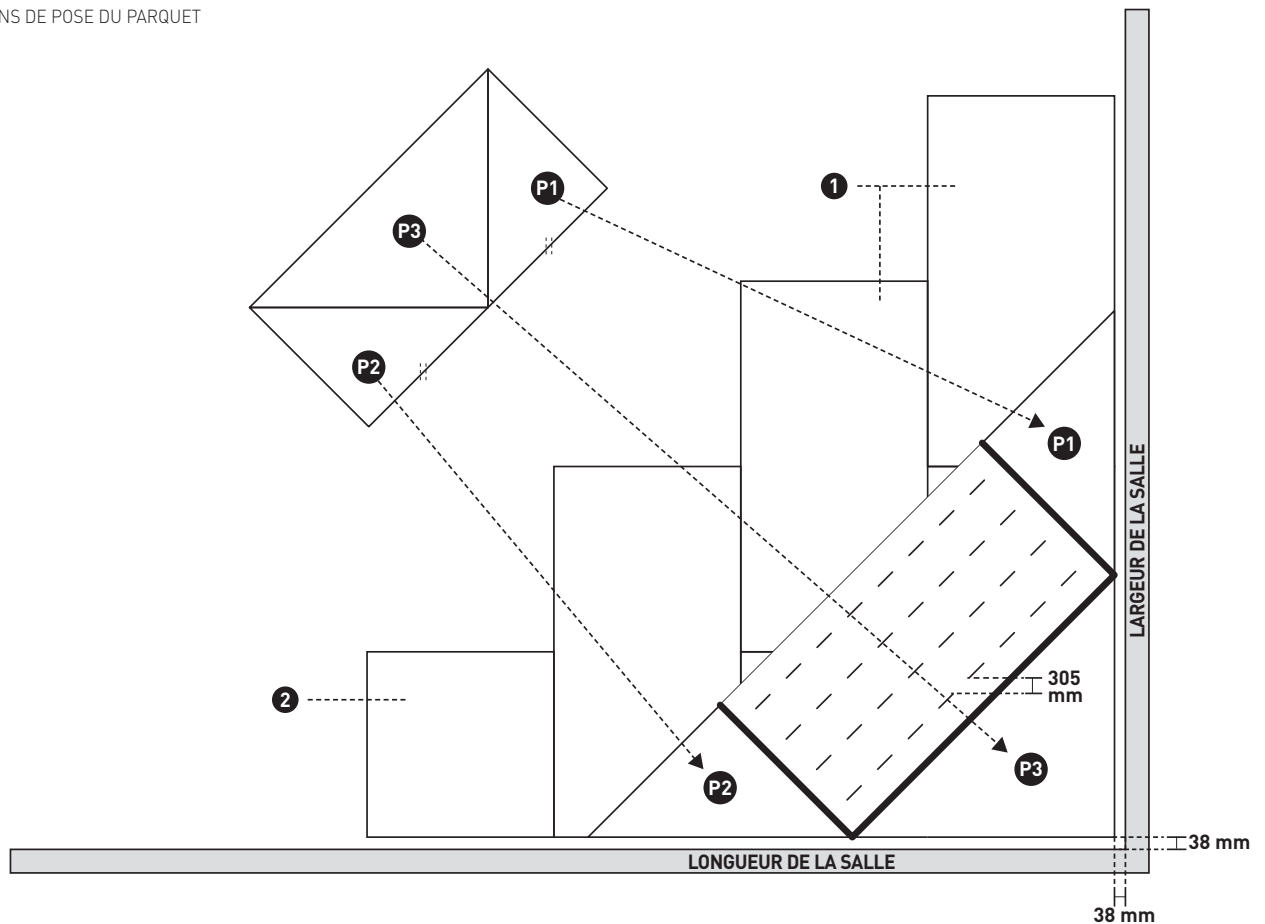 NS DE POSE DU PARQUET
P1
1
P3
P2
P1
LARGEUR DE LA SALLE
305
mm
2
P3
P2
38 mm
LONGUEUR DE LA SALLE
38 mm